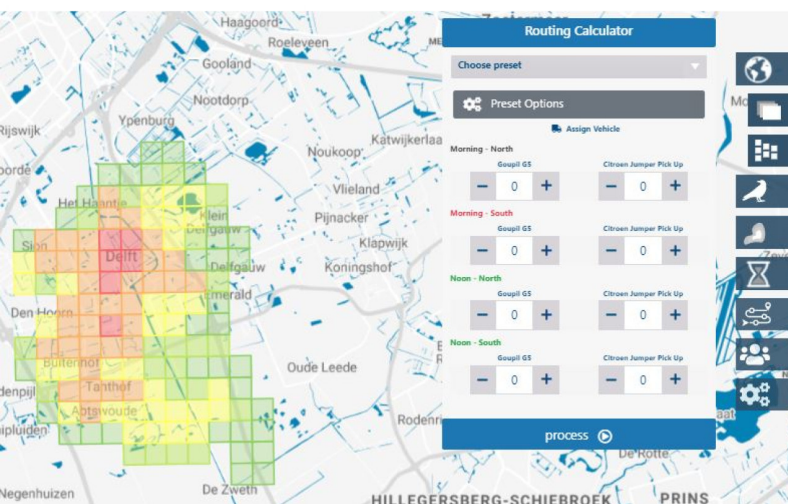 Haagoord
Roeleveen
Gooland
Nootdorp
Ypenburg
Rijswijk
Noukoop
Katwijkerlaa
Vlieland
Het Haantje
Klein
Delfgauw
Pijnacker
Klapwijk
Sion
Delft
Delfgauw
Koningshof
Emerald
Den Hoorn
Buitenhof
Oude Leede
Tanthof
Abtswoude
ipluiden
Rodenri
Negenhuizen
De Zweth
HILLEGERSBERG-SCHIEBROEK
PRINS
De Rotte
Routing Calculator
Choose preset
Preset Options
Assign Vehicle
Morning - North
Goupil G5 Citroen Jumper Pick Up
− 0 + − 0 +
Morning - South
Goupil G5 Citroen Jumper Pick Up
− 0 + − 0 +
Noon - North
Goupil G5 Citroen Jumper Pick Up
− 0 + − 0 +
Noon - South
Goupil G5 Citroen Jumper Pick Up
− 0 + − 0 +
process